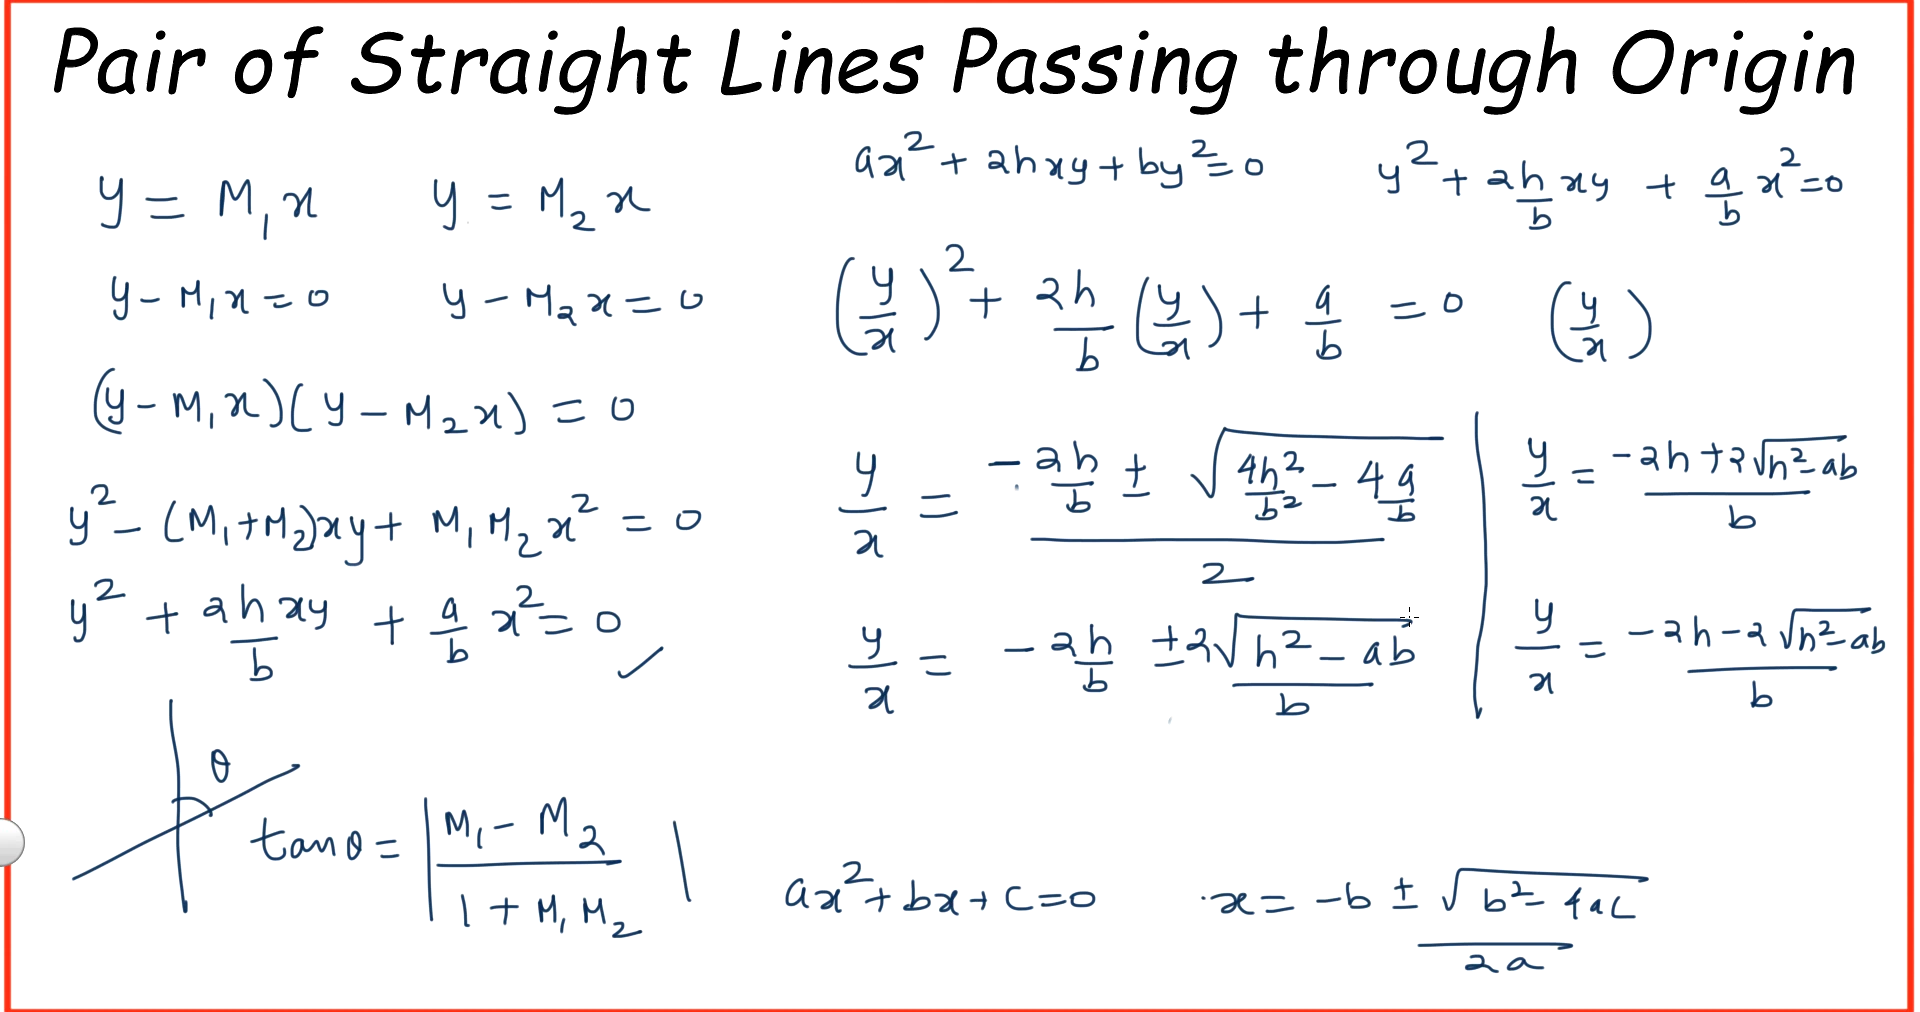 Pair of Straight Lines Passing through Origin
y = M₁x    y = M₂x
y - M₁x = 0    y - M₂x = 0
(y - M₁x)(y - M₂x) = 0
y² - (M₁+M₂)xy + M₁M₂x² = 0
y² + 2h/b xy + a/b x² = 0 ✓
θ
tanθ = |(M₁ - M₂)/(1 + M₁M₂)|
ax² + 2hxy + by² = 0    y² + 2h/b xy + a/b x² = 0
(y/x)² + 2h/b (y/x) + a/b = 0    (y/x)
y/x = (-2h/b ± √(4h²/b² - 4a/b))/2
y/x = -2h/b ± 2√(h² - ab)/b
y/x = (-2h + 2√(h² - ab))/b
y/x = (-2h - 2√(h² - ab))/b
ax² + bx + c = 0    x = -b ± √(b² - 4ac)/2a